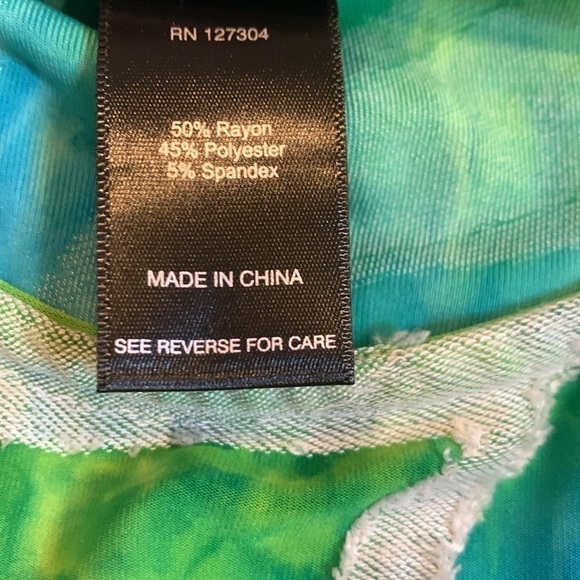 RN 127304
50% Rayon
45% Polyester
5% Spandex
MADE IN CHINA
SEE REVERSE FOR CARE